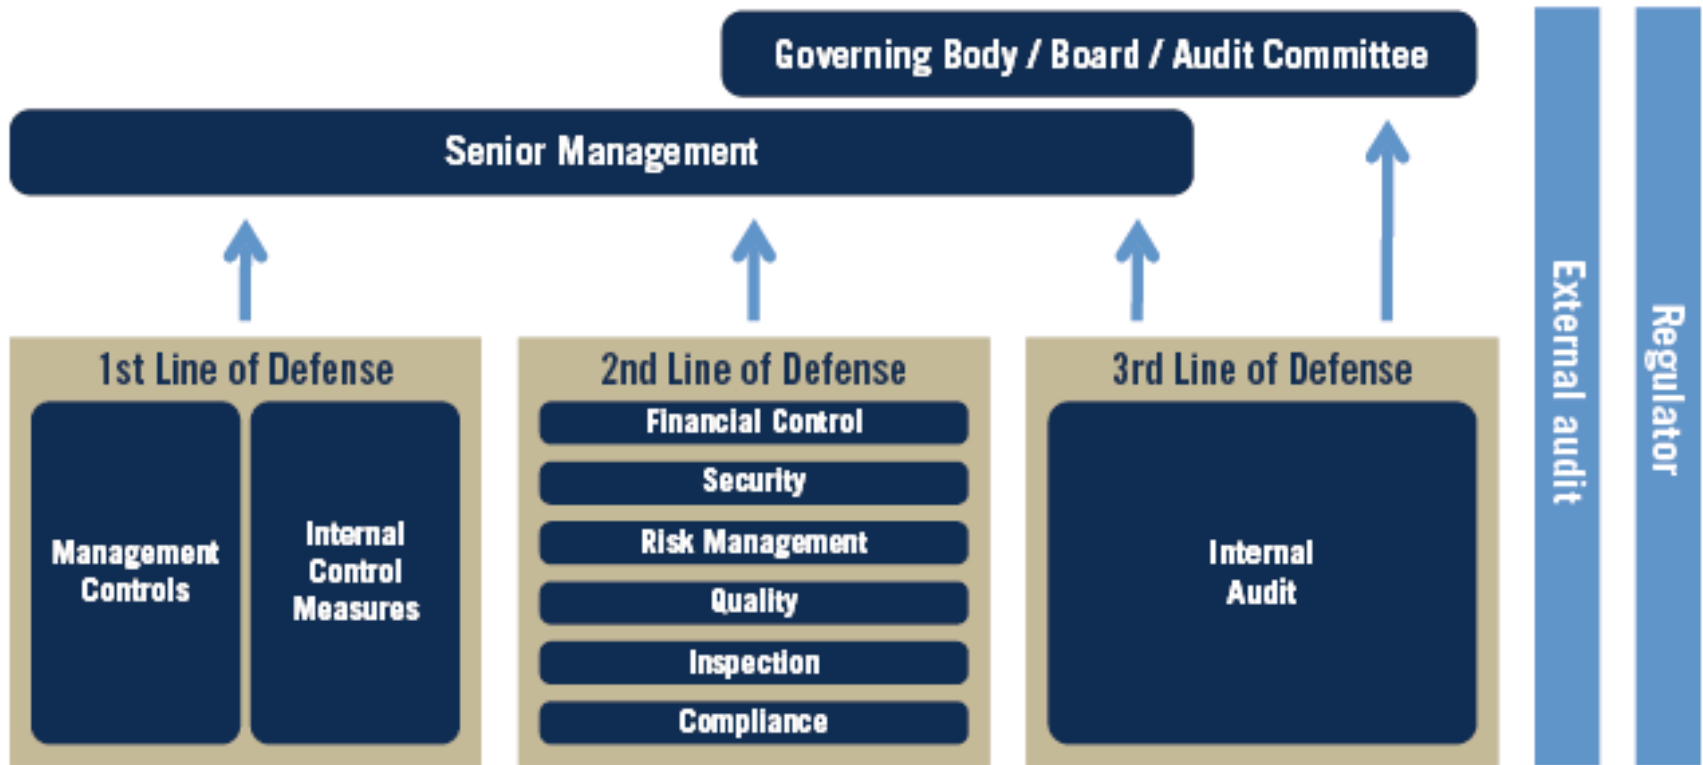 Governing Body / Board / Audit Committee
Senior Management
1st Line of Defense
Management
Controls
Internal
Control
Measures
2nd Line of Defense
Financial Control
Security
Risk Management
Quality
Inspection
Compliance
3rd Line of Defense
Internal
Audit
External audit
Regulator